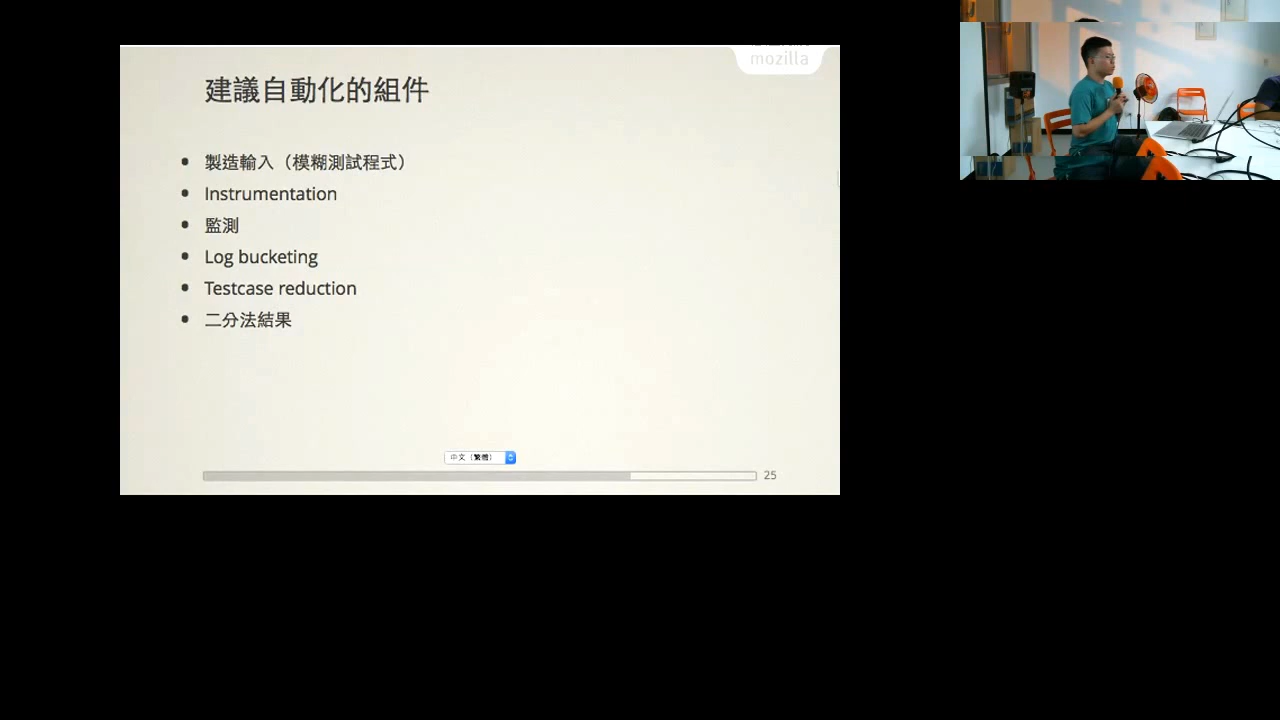 mozilla
建議自動化的組件
製造輸入（模糊測試程式）
Instrumentation
監測
Log bucketing
Testcase reduction
二分法結果
中文（繁體）
25